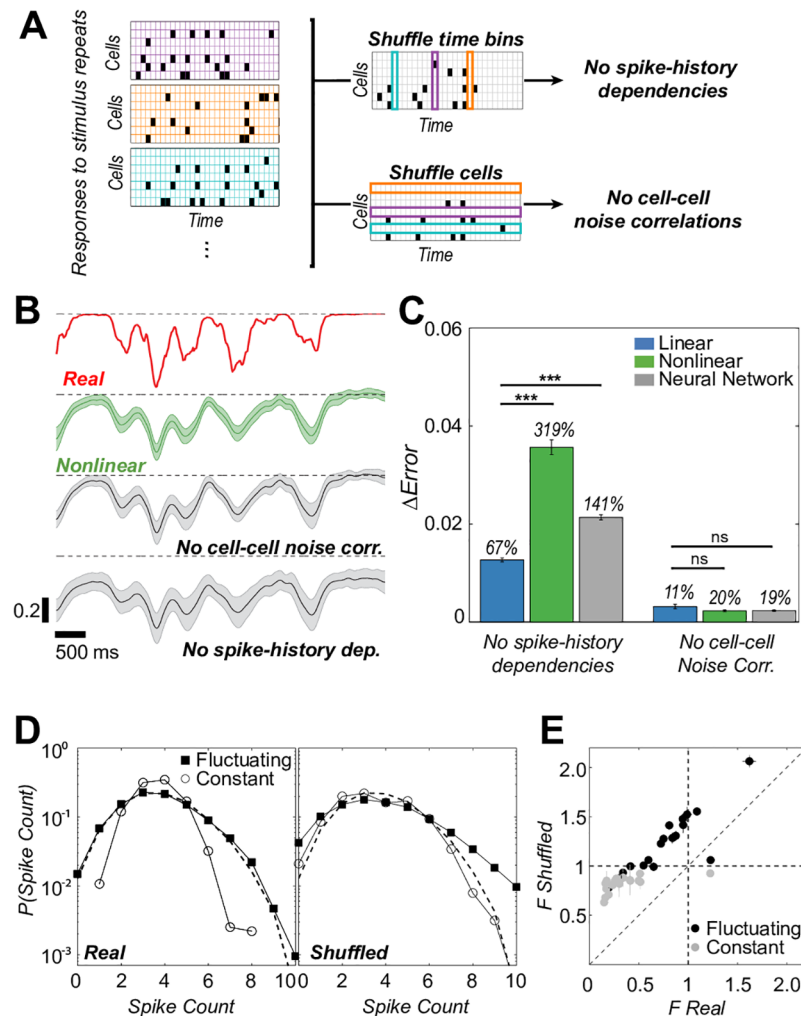 A
Responses to stimulus repeats
Cells
Cells
Cells
Time
...
Shuffle time bins
Cells
Time
No spike-history
dependencies
Shuffle cells
Cells
Time
No cell-cell
noise correlations
B
Real
Nonlinear
No cell-cell noise corr.
No spike-history dep.
0.2
500 ms
C
0.06
0.04
0.02
0
ΔError
Linear
Nonlinear
Neural Network
***
***
67%
319%
141%
ns
ns
11%
20%
19%
No spike-history
dependencies
No cell-cell
Noise Corr.
D
P(Spike Count)
10⁰
10⁻¹
10⁻²
10⁻³
Fluctuating
Constant
Real
Shuffled
0 2 4 6 8 10 0 2 4 6 8 10
Spike Count
Spike Count
E
F Shuffled
2.0
1.5
1
0.5
Fluctuating
Constant
0 0.5 1 1.5 2.0
F Real